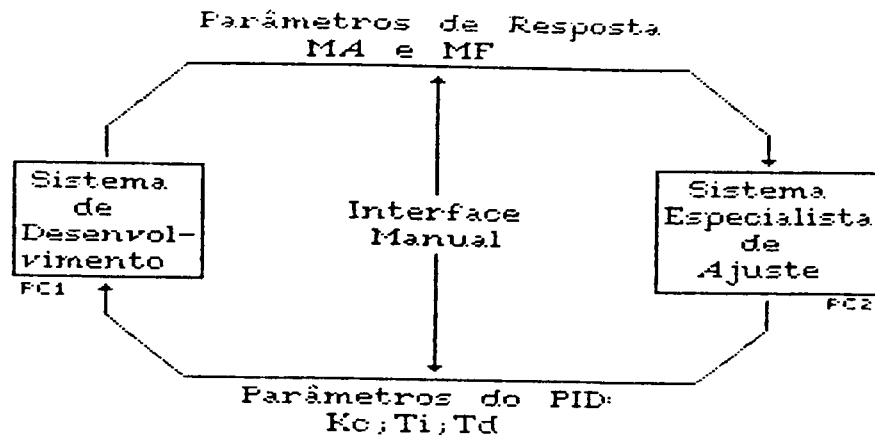 Parâmetros de Resposta
MA e MF
Sistema
de
Desenvol-
vimento
PC1
Interface
Manual
Sistema
Especialista
de
Ajuste
PC2
Parâmetros do PID:
Kc;Ti;Td